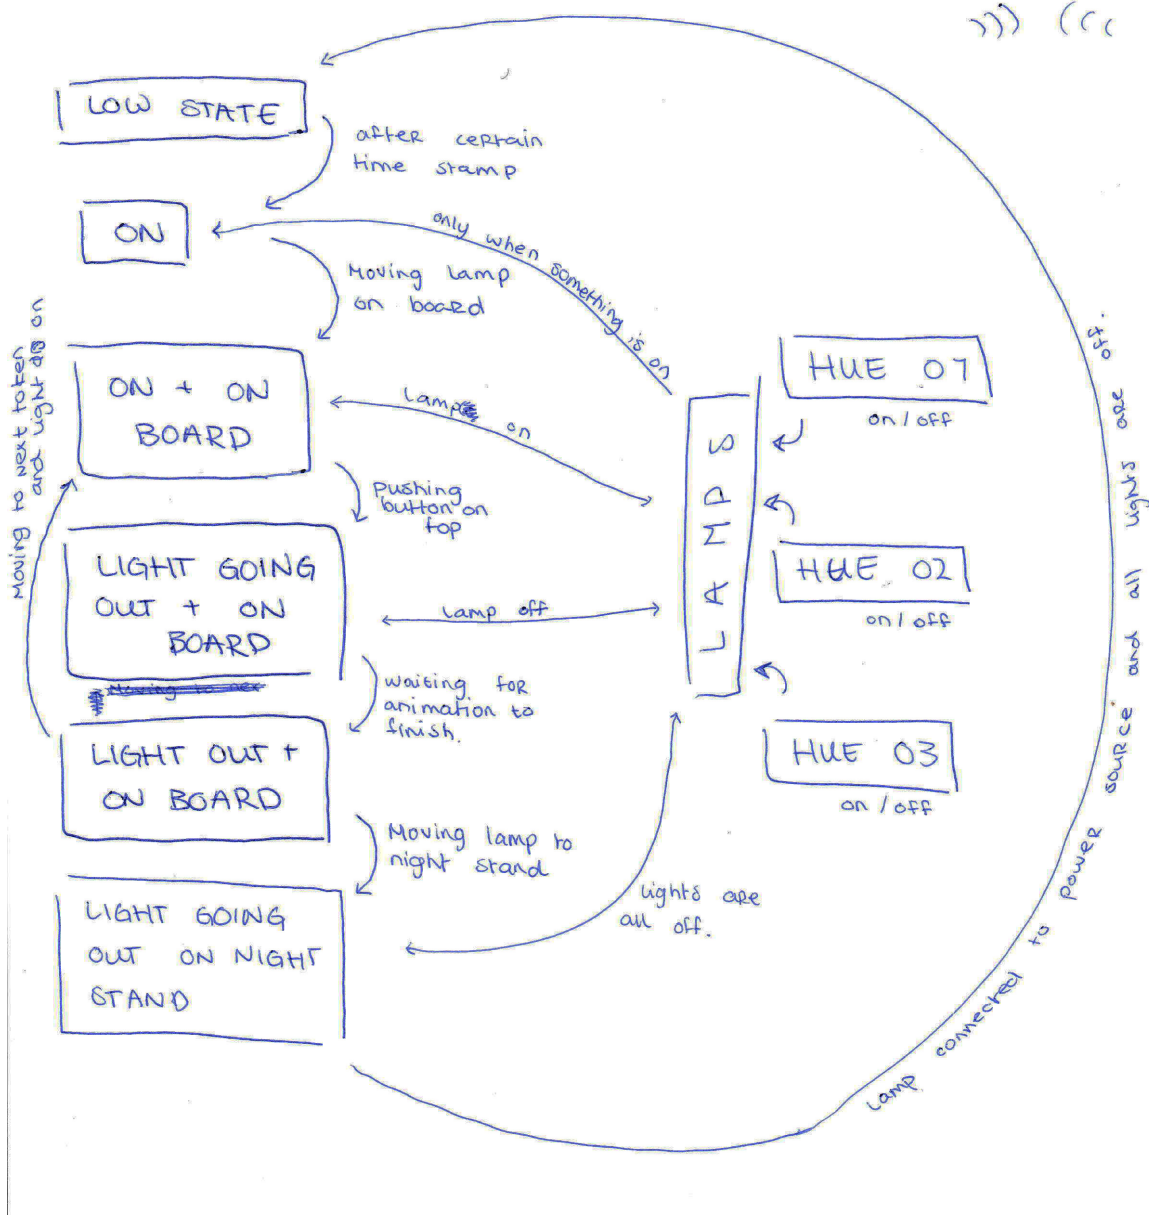 LOW STATE
after certain
time stamp
ON
only when something is on
Moving lamp
on board
Moving to next token
and light is on
ON + ON
BOARD
lamp
on
HUE 01
on/off
pushing
button on
top
LIGHT GOING
OUT + ON
BOARD
lamp off
LAMPS
HUE 02
on/off
Moving to nex
waiting for
animation to
finish.
LIGHT OUT +
ON BOARD
HUE 03
on/off
Moving lamp to
night stand
LIGHT GOING
OUT ON NIGHT
STAND
lights are
all off.
lamp connected to power source and all lights are off.